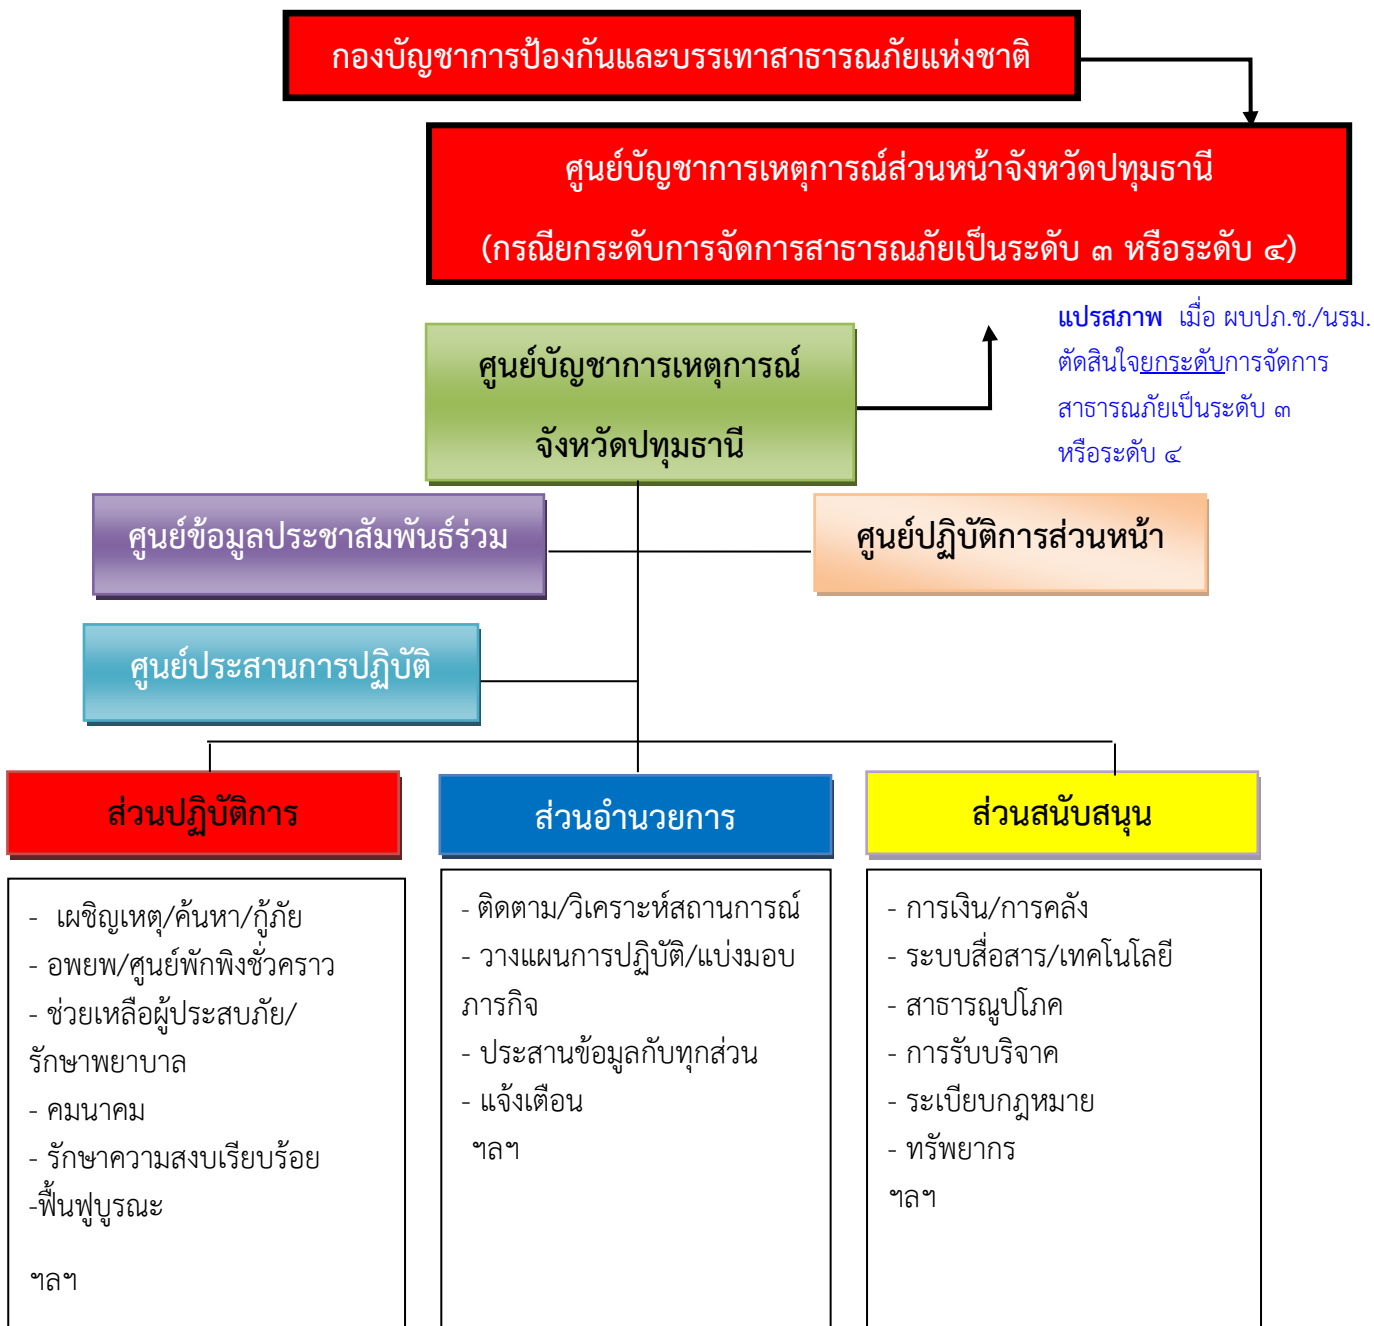 กองบัญชาการป้องกันและบรรเทาสาธารณภัยแห่งชาติ
ศูนย์บัญชาการเหตุการณ์ส่วนหน้าจังหวัดปทุมธานี
(กรณียกระดับการจัดการสาธารณภัยเป็นระดับ ๓ หรือระดับ ๔)
แปรสภาพ เมื่อ ผบปภ.ช./นรม.
ตัดสินใจยกระดับการจัดการ
สาธารณภัยเป็นระดับ ๓
หรือระดับ ๔
ศูนย์บัญชาการเหตุการณ์
จังหวัดปทุมธานี
ศูนย์ข้อมูลประชาสัมพันธ์ร่วม
ศูนย์ปฏิบัติการส่วนหน้า
ศูนย์ประสานการปฏิบัติ
ส่วนปฏิบัติการ
- เผชิญเหตุ/ค้นหา/กู้ภัย
- อพยพ/ศูนย์พักพิงชั่วคราว
- ช่วยเหลือผู้ประสบภัย/
รักษาพยาบาล
- คมนาคม
- รักษาความสงบเรียบร้อย
-ฟื้นฟูบูรณะ
ฯลฯ
ส่วนอำนวยการ
- ติดตาม/วิเคราะห์สถานการณ์
- วางแผนการปฏิบัติ/แบ่งมอบ
ภารกิจ
- ประสานข้อมูลกับทุกส่วน
- แจ้งเตือน
ฯลฯ
ส่วนสนับสนุน
- การเงิน/การคลัง
- ระบบสื่อสาร/เทคโนโลยี
- สาธารณูปโภค
- การรับบริจาค
- ระเบียบกฎหมาย
- ทรัพยากร
ฯลฯ